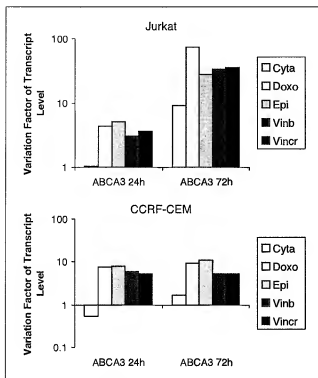 Jurkat
Variation Factor of Transcript
Level
100
10
1
ABCA3 24h
ABCA3 72h
Cyta
Doxo
Epi
Vinb
Vincr
CCRF-CEM
Variation Factor of Transcript
Level
100
10
1
0.1
ABCA3 24h
ABCA3 72h
Cyta
Doxo
Epi
Vinb
Vincr